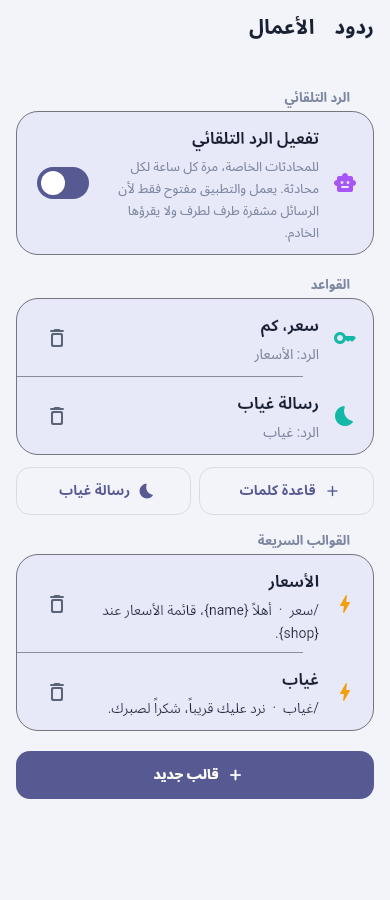 ردود الأعمال
الرد التلقائي
تفعيل الرد التلقائي
للمحادثات الخاصة، مرة كل ساعة لكل
محادثة. يعمل والتطبيق مفتوح فقط لأن
الرسائل مشفرة طرف لطرف ولا يقرؤها
الخادم.
القواعد
سعر، كم
الرد: الأسعار
رسالة غياب
الرد: غياب
قاعدة كلمات
رسالة غياب
القوالب السريعة
الأسعار
/سعر · أهلاً {name}، قائمة الأسعار عند
{shop}.
غياب
/غياب · نرد عليك قريباً، شكراً لصبرك.
قالب جديد